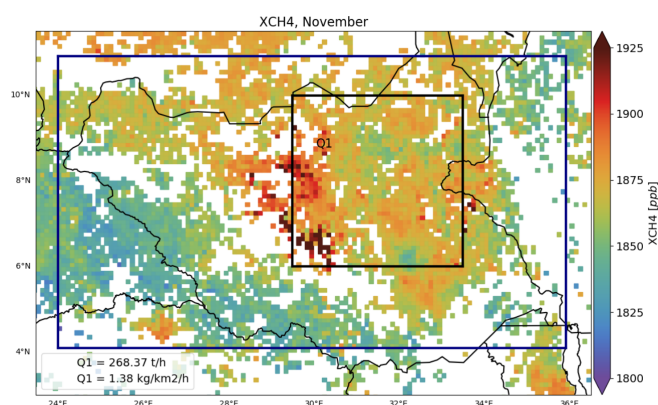 XCH4, November
10°N
8°N
6°N
4°N
Q1
Q1 = 268.37 t/h
Q1 = 1.38 kg/km2/h
24°E 26°E 28°E 30°E 32°E 34°E 36°E
1925
1900
1875
1850
1825
1800
XCH4 [ppb]